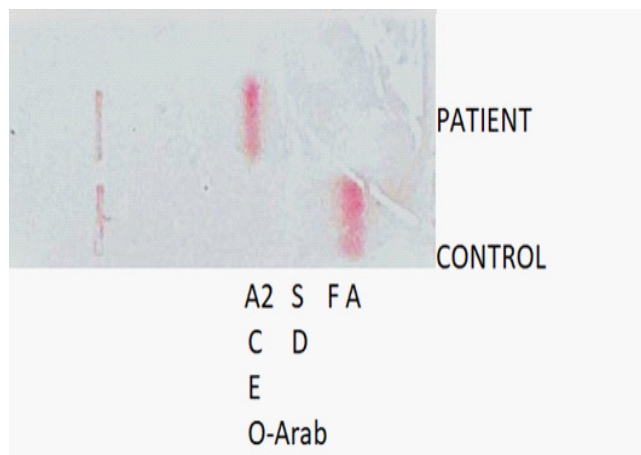 PATIENT
CONTROL
A2 S F A
C D
E
O-Arab